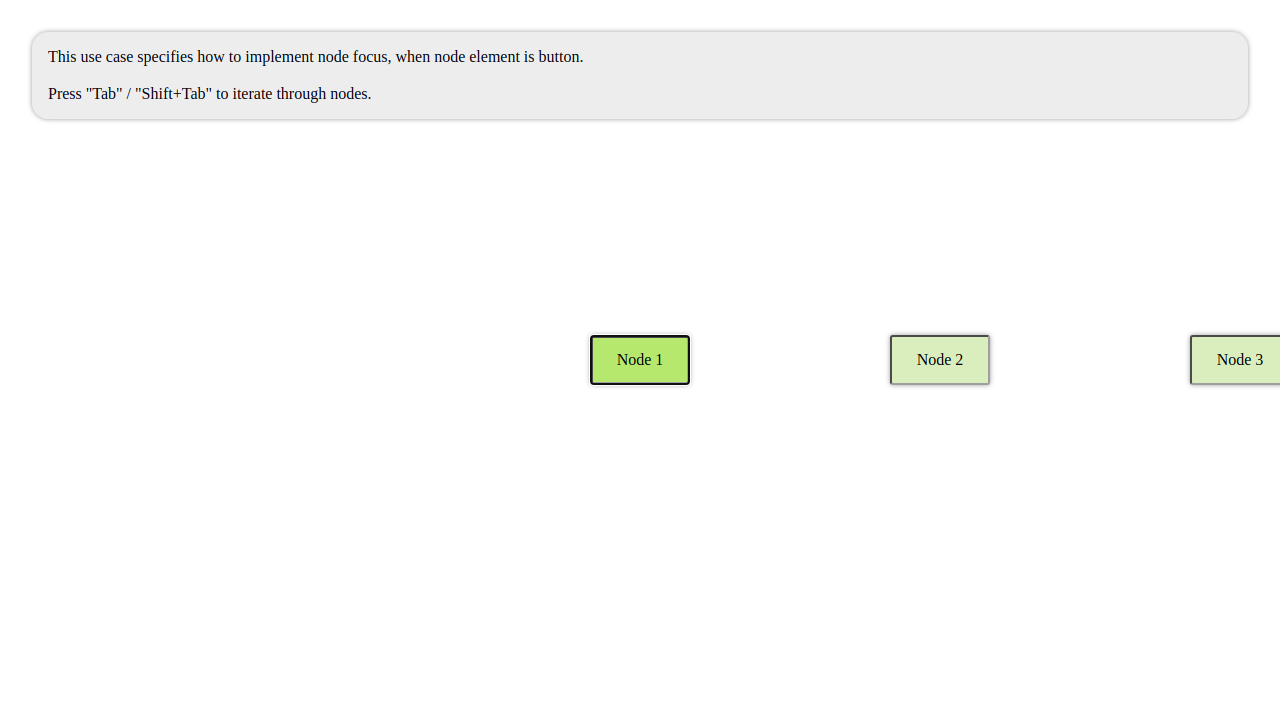 This use case specifies how to implement node focus, when node element is button.
Press "Tab" / "Shift+Tab" to iterate through nodes.
Node 1
Node 2
Node 3